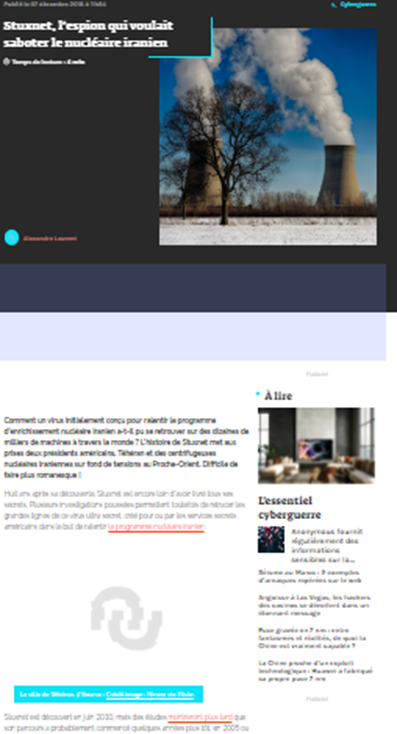 Publié le 07 décembre 2018 à 11h54
Cyberguerre
Stuxnet, l'espion qui voulait
saboter le nucléaire iranien
Temps de lecture : 4 min
Alexandre Laurent
Publicité
À lire
Comment un virus initialement conçu pour ralentir le programme
d'enrichissement nucléaire iranien a-t-il pu se retrouver sur des dizaines de
milliers de machines à travers le monde ? L'histoire de Stuxnet met aux
prises deux présidents américains, Téhéran et des centrifugeuses
nucléaires iraniennes sur fond de tensions au Proche-Orient. Difficile de
faire plus romanesque !
Huit ans après sa découverte, Stuxnet est encore loin d'avoir livré tous ses
secrets. Plusieurs investigations poussées permettent toutefois de retracer les
grandes lignes de ce virus ultra secret, créé pour ou par les services secrets
américains dans le but de ralentir le programme nucléaire iranien.
L'essentiel
cyberguerre
Anonymous fournit
régulièrement des
informations
sensibles sur la...
Séisme au Maroc : 3 exemples
d'arnaques repérées sur le web
Angoisse à Las Vegas, les hackers
des casinos se dévoilent dans un
étonnant message
Puce gravée en 7 nm : entre
fantasmes et réalités, de quoi la
Chine est vraiment capable ?
La Chine proche d'un exploit
technologique : Huawei a fabriqué
sa propre puce 7 nm
Publicité
Le site de Téhéran. // Source : Crédit image : Ninara via Flickr
Stuxnet est découvert en juin 2010, mais des études montreront plus tard que
son parcours a probablement commencé quelques années plus tôt, en 2005 ou